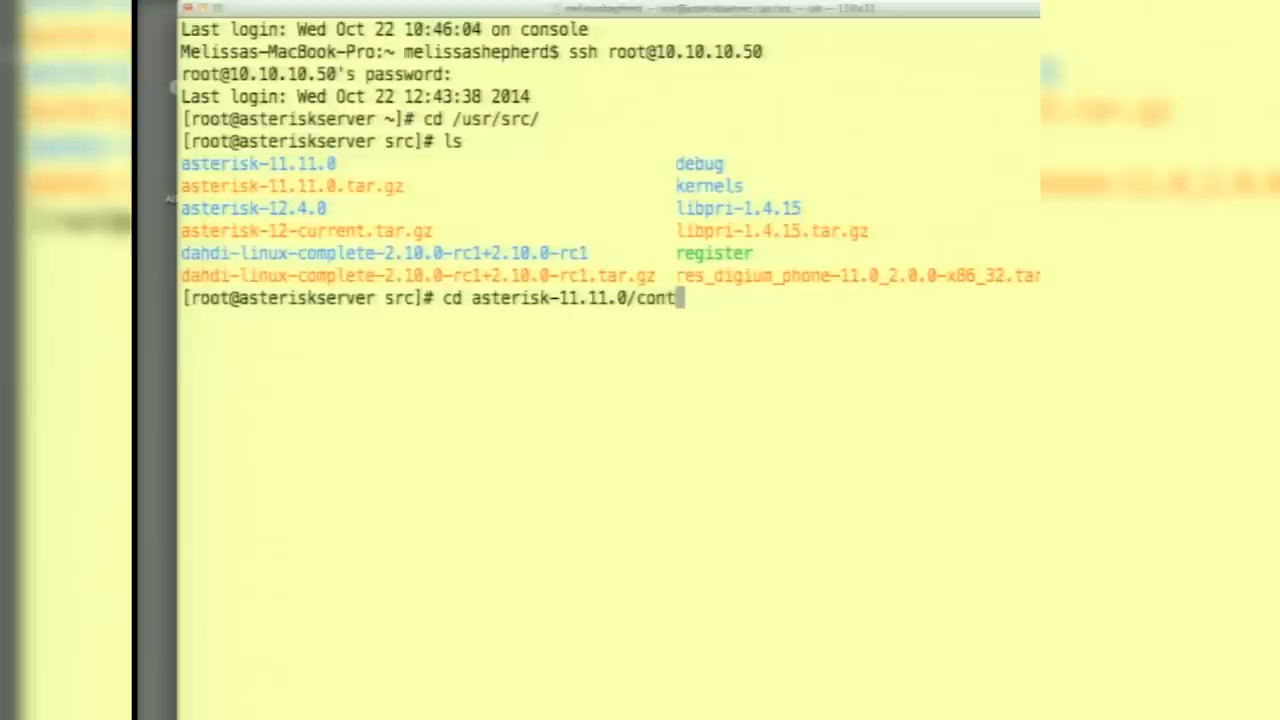 Last login: Wed Oct 22 10:46:04 on console
Melissas-MacBook-Pro:~ melissashepherd$ ssh root@10.10.10.50
root@10.10.10.50's password:
Last login: Wed Oct 22 12:43:38 2014
[root@asteriskserver ~]# cd /usr/src/
[root@asteriskserver src]# ls
asterisk-11.11.0 debug
asterisk-11.11.0.tar.gz kernels
asterisk-12.4.0 libpri-1.4.15
asterisk-12-current.tar.gz libpri-1.4.15.tar.gz
dahdi-linux-complete-2.10.0-rc1+2.10.0-rc1 register
dahdi-linux-complete-2.10.0-rc1+2.10.0-rc1.tar.gz res_digium_phone-11.0_2.0.0-x86_32.tar
[root@asteriskserver src]# cd asterisk-11.11.0/cont